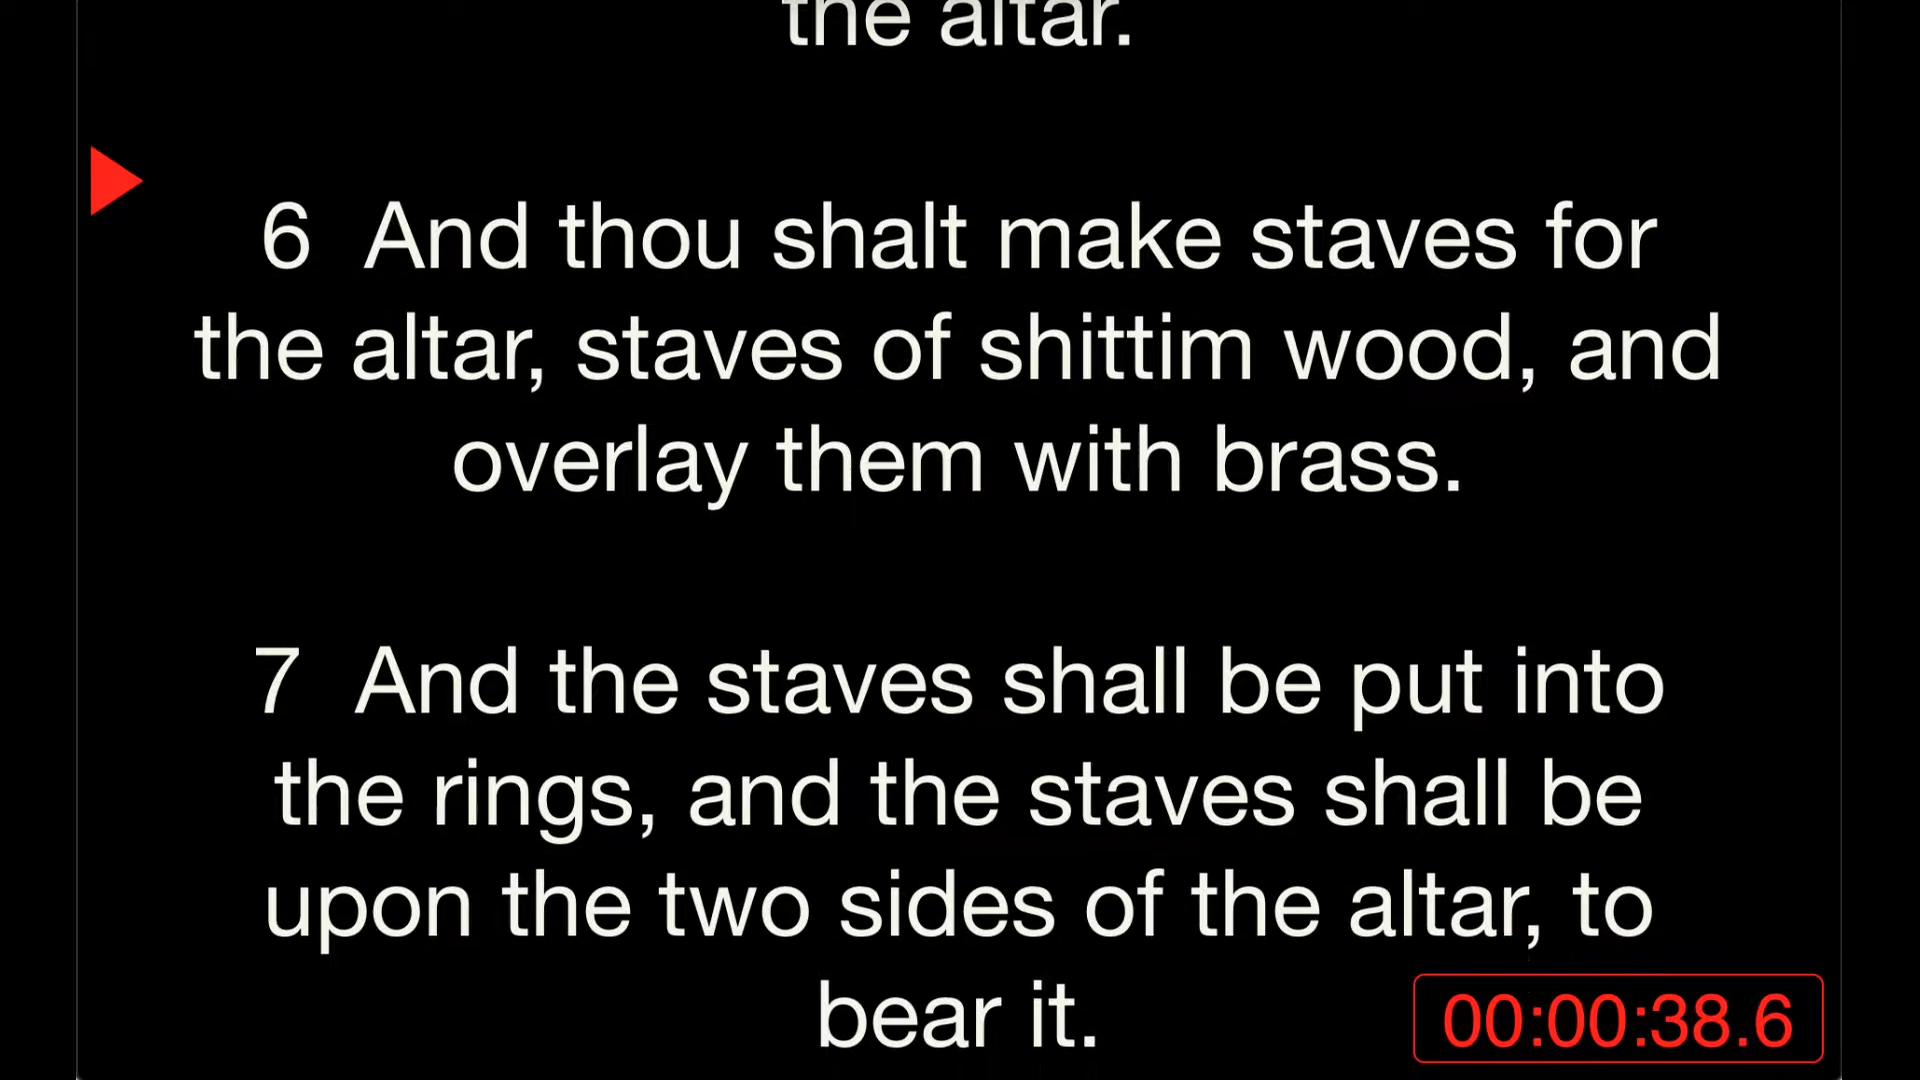 the altar.
6 And thou shalt make staves for
the altar, staves of shittim wood, and
overlay them with brass.
7 And the staves shall be put into
the rings, and the staves shall be
upon the two sides of the altar, to
bear it.
00:00:38.6